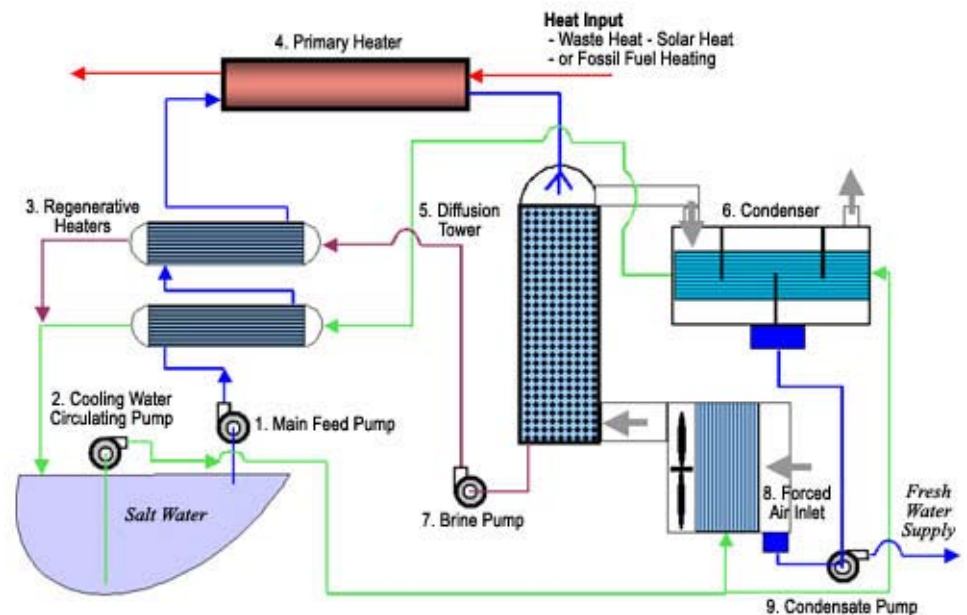 Heat Input
- Waste Heat - Solar Heat
- or Fossil Fuel Heating
4. Primary Heater
3. Regenerative
Heaters
5. Diffusion
Tower
6. Condenser
2. Cooling Water
Circulating Pump
1. Main Feed Pump
Salt Water
7. Brine Pump
8. Forced
Air Inlet
Fresh
Water
Supply
9. Condensate Pump